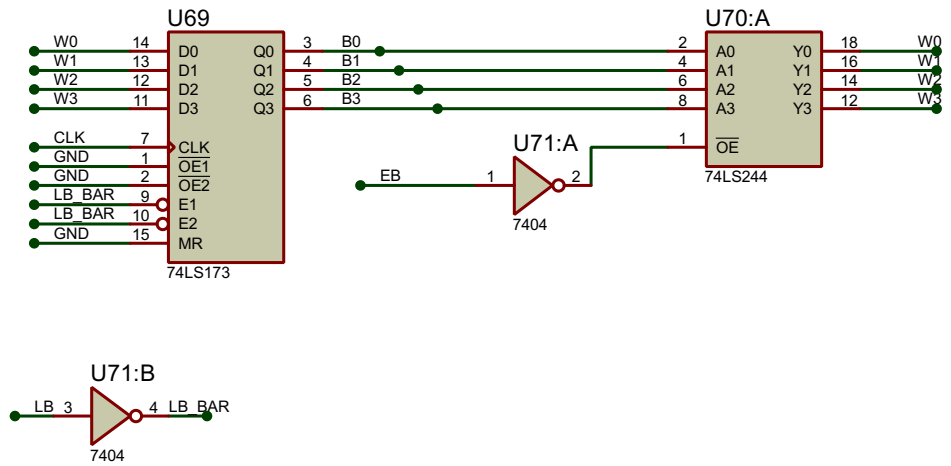 U69
U70:A
W0 14 D0 Q0 3 B0 2 A0 Y0 18 W0
W1 13 D1 Q1 4 B1 4 A1 Y1 16 W1
W2 12 D2 Q2 5 B2 6 A2 Y2 14 W2
W3 11 D3 Q3 6 B3 8 A3 Y3 12 W3
CLK 7 CLK U71:A 1 OE
GND 1 OE1
74LS244
GND 2 OE2 EB 1 2
LB_BAR 9 E1
LB_BAR 10 E2 7404
GND 15 MR
74LS173
U71:B
LB 3 4 LB_BAR
7404